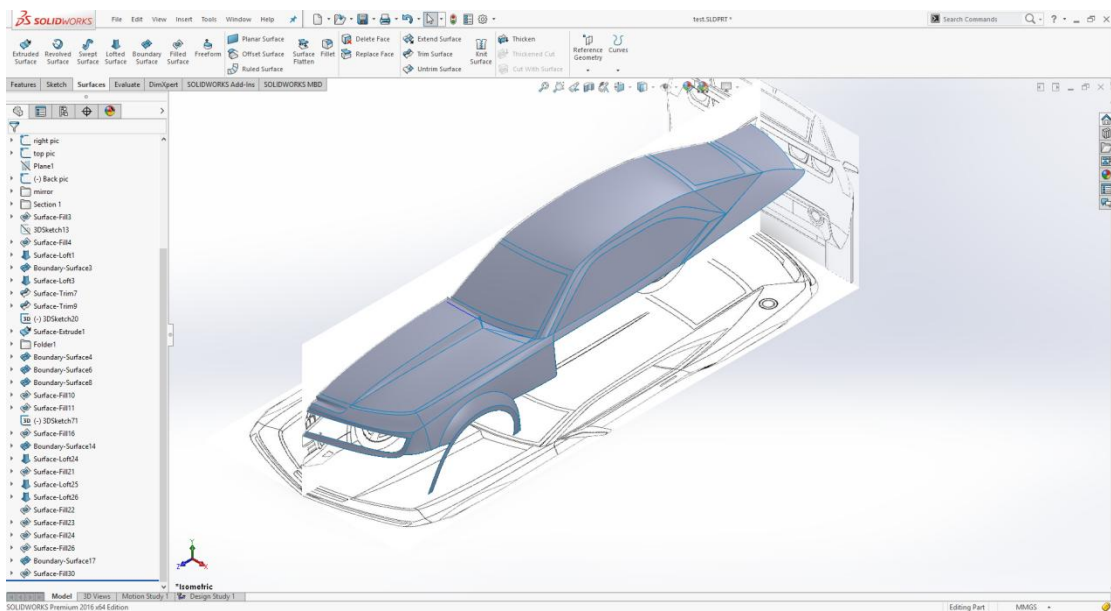 SOLIDWORKS File Edit View Insert Tools Window Help test.SLDPRT * Search Commands
Extruded Surface
Revolved Surface
Swept Surface
Lofted Surface
Boundary Surface
Filled Surface
Freeform
Planar Surface
Offset Surface
Ruled Surface
Surface Flatten
Fillet
Delete Face
Replace Face
Extend Surface
Trim Surface
Untrim Surface
Knit Surface
Thicken
Thickened Cut
Cut With Surface
Reference Geometry
Curves
Features Sketch Surfaces Evaluate DimXpert SOLIDWORKS Add-Ins SOLIDWORKS MBD
right pic
top pic
Plane1
(-) Back pic
mirror
Section 1
Surface-Fill3
3DSketch13
Surface-Fill4
Surface-Loft1
Boundary-Surface3
Surface-Loft3
Surface-Trim7
Surface-Trim9
3D (-) 3DSketch20
Surface-Extrude1
Folder1
Boundary-Surface4
Boundary-Surface6
Boundary-Surface8
Surface-Fill10
Surface-Fill11
3D (-) 3DSketch71
Surface-Fill16
Boundary-Surface14
Surface-Loft24
Surface-Fill21
Surface-Loft25
Surface-Loft26
Surface-Fill22
Surface-Fill23
Surface-Fill24
Surface-Fill26
Boundary-Surface17
Surface-Fill30
Y
Z X
*Isometric
Model 3D Views Motion Study 1 Design Study 1
SOLIDWORKS Premium 2016 x64 Edition Editing Part MMGS